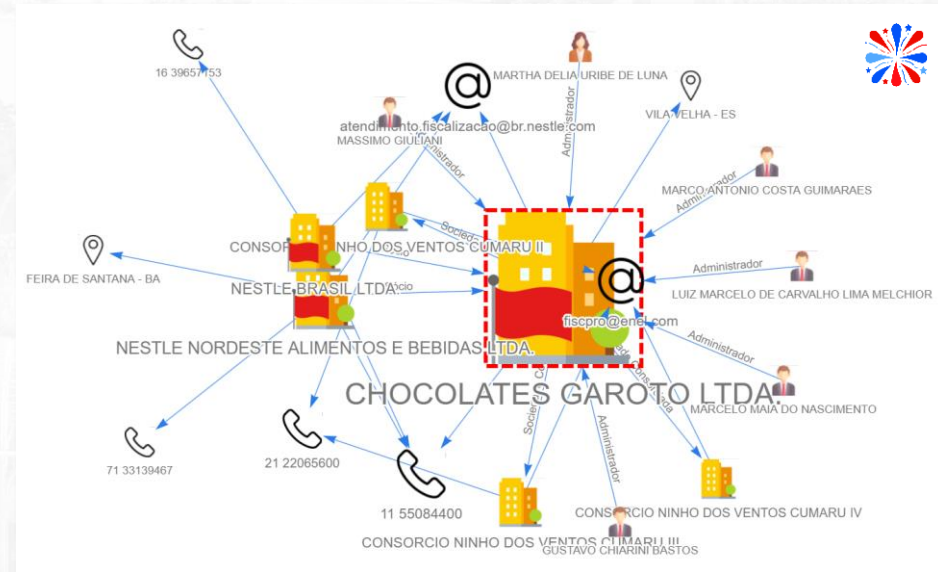 16 39657153
MARTHA DELIA URIBE DE LUNA
atendimento.fiscalizacao@br.nestle.com
VILA VELHA - ES
MASSIMO GIULIANI
Administrador
Administrador
MARCO ANTONIO COSTA GUIMARAES
Administrador
CONSORCIO NINHO DOS VENTOS CUMARU II
FEIRA DE SANTANA - BA
NESTLE BRASIL LTDA.
Sócio
Administrador
LUIZ MARCELO DE CARVALHO LIMA MELCHIOR
fiscpro@enel.com
NESTLE NORDESTE ALIMENTOS E BEBIDAS LTDA.
Administrador
CHOCOLATES GAROTO LTDA.
MARCELO MAIA DO NASCIMENTO
Administrador
71 33139467
21 22065600
11 55084400
CONSORCIO NINHO DOS VENTOS CUMARU IV
CONSORCIO NINHO DOS VENTOS CUMARU III
GUSTAVO CHIARINI BASTOS